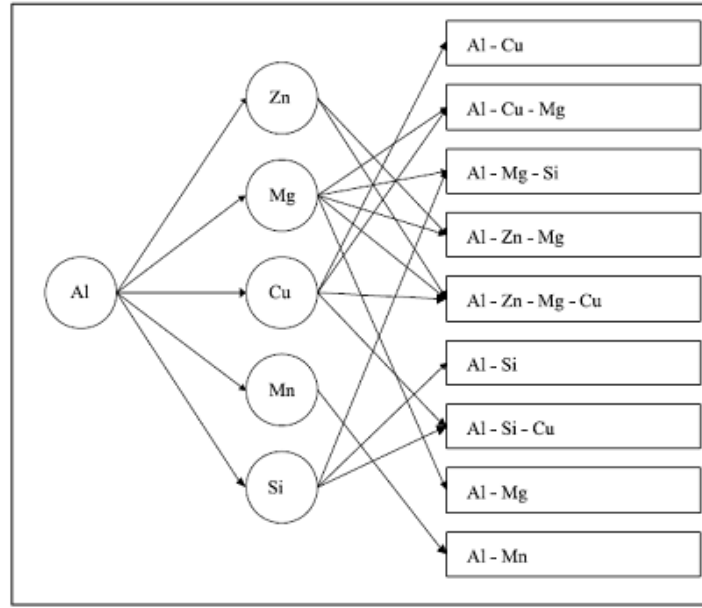 Al
Zn
Mg
Cu
Mn
Si
Al - Cu
Al - Cu - Mg
Al - Mg - Si
Al - Zn - Mg
Al - Zn - Mg - Cu
Al - Si
Al - Si - Cu
Al - Mg
Al - Mn